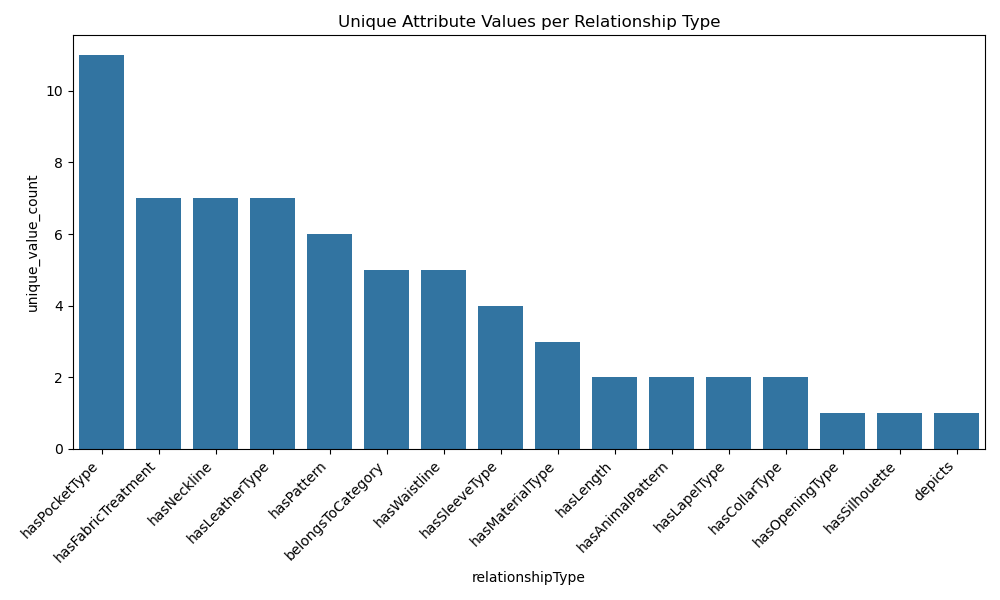 Unique Attribute Values per Relationship Type
unique_value_count
10
8
6
4
2
0
hasPocketType
hasFabricTreatment
hasNeckline
hasLeatherType
hasPattern
belongsToCategory
hasWaistline
hasSleeveType
hasMaterialType
hasLength
hasAnimalPattern
hasLapelType
hasCollarType
hasOpeningType
hasSilhouette
depicts
relationshipType